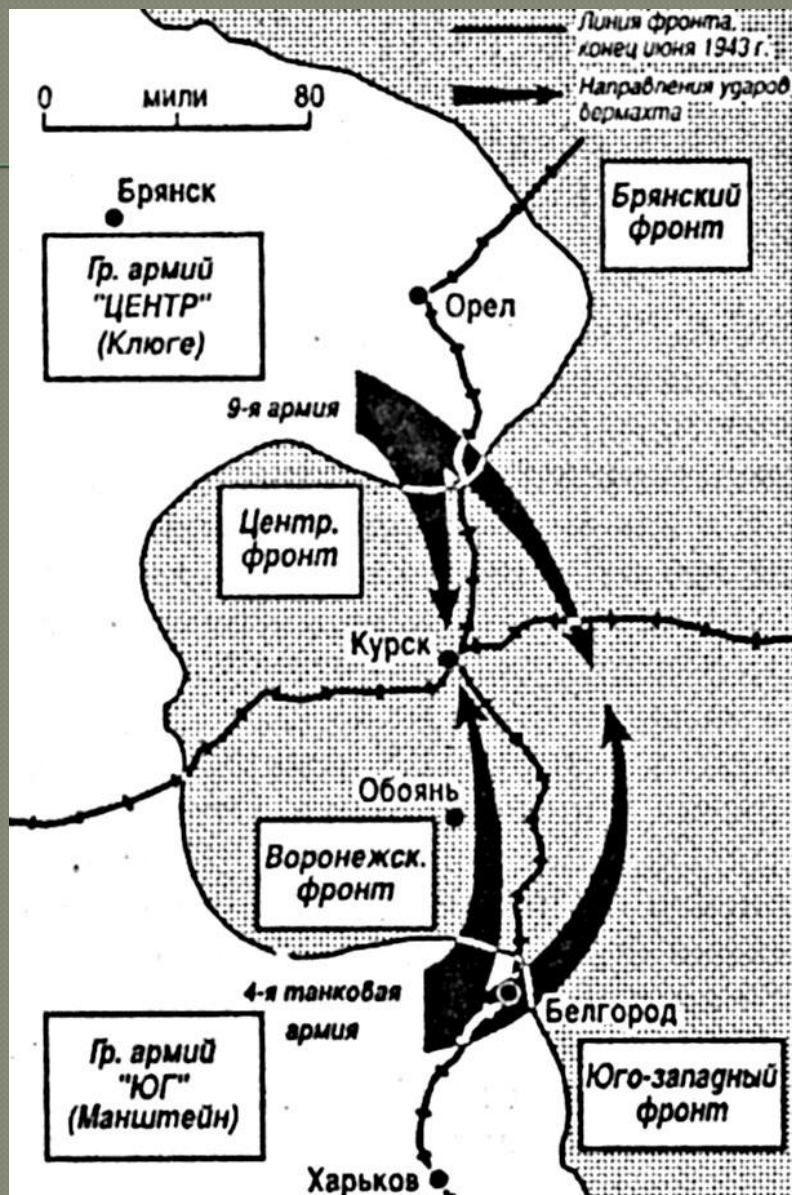 Линия фронта.
конец июня 1943 г.
0 мили 80
Направления ударов
вермахта
Брянск
Брянский
фронт
Гр. армий
"ЦЕНТР"
(Клюге)
Орел
9-я армия
Центр.
фронт
Курск
Обоянь
Воронежск.
фронт
4-я танковая
армия
Белгород
Гр. армий
"ЮГ"
(Манштейн)
Юго-западный
фронт
Харьков